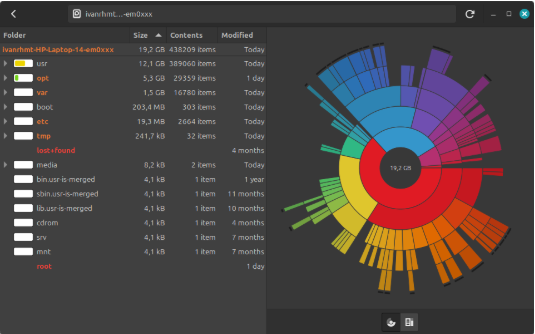 ivanrhmt...-em0xxx
Folder Size Contents Modified
ivanrhmt-HP-Laptop-14-em0xxx 19,2 GB 438209 items Today
usr 12,1 GB 389060 items Today
opt 5,3 GB 29359 items 1 day
var 1,5 GB 16780 items Today
boot 203,4 MB 303 items Today
etc 19,3 MB 2664 items Today
tmp 241,7 kB 32 items Today
lost+found 4 months
media 8,2 kB 2 items Today
bin.usr-is-merged 4,1 kB 1 item 1 year
sbin.usr-is-merged 4,1 kB 1 item 11 months
lib.usr-is-merged 4,1 kB 1 item 10 months
cdrom 4,1 kB 1 item 4 months
srv 4,1 kB 1 item 7 months
mnt 4,1 kB 1 item 7 months
root 1 day
19,2 GB